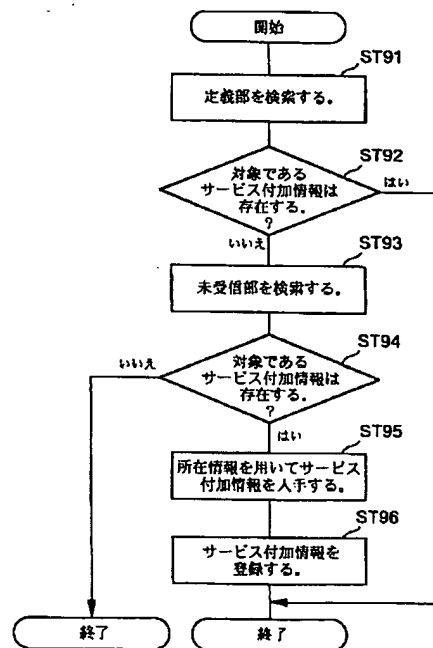 開始
ST91
定義部を検索する。
ST92
対象である
サービス付加情報は
存在する。
?
はい
いいえ
ST93
未受信部を検索する。
ST94
いいえ
対象である
サービス付加情報は
存在する。
?
はい
ST95
所在情報を用いてサービス
付加情報を入手する。
ST96
サービス付加情報を
登録する。
終了
終了